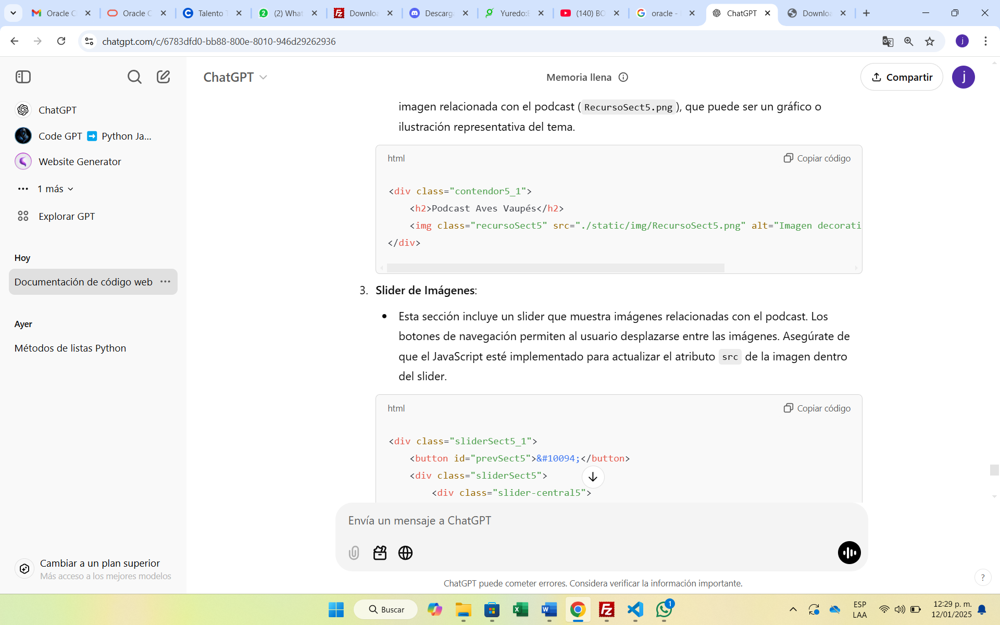 Oracle C
Oracle C
Talento T
(2) What
Downloa
Descarg
Yuredo:E
(140) BO
oracle -
ChatGPT
Downloa
chatgpt.com/c/6783dfd0-bb88-800e-8010-946d29262936
j
ChatGPT
Memoria llena
Compartir
j
ChatGPT
Code GPT ➡️ Python Ja...
Website Generator
1 más
Explorar GPT
Hoy
Documentación de código web
Ayer
Métodos de listas Python
Cambiar a un plan superior
Más acceso a los mejores modelos
imagen relacionada con el podcast (RecursoSect5.png), que puede ser un gráfico o
ilustración representativa del tema.
html
Copiar código
<div class="contendor5_1">
<h2>Podcast Aves Vaupés</h2>
<img class="recursoSect5" src="./static/img/RecursoSect5.png" alt="Imagen decorati
</div>
3. Slider de Imágenes:
• Esta sección incluye un slider que muestra imágenes relacionadas con el podcast. Los
botones de navegación permiten al usuario desplazarse entre las imágenes. Asegúrate de
que el JavaScript esté implementado para actualizar el atributo src de la imagen dentro
del slider.
html
Copiar código
<div class="sliderSect5_1">
<button id="prevSect5">&#10094;</button>
<div class="sliderSect5">
<div class="slider-central5">
Envía un mensaje a ChatGPT
ChatGPT puede cometer errores. Considera verificar la información importante.
?
Buscar
1
ESP
LAA
12:29 p. m.
12/01/2025